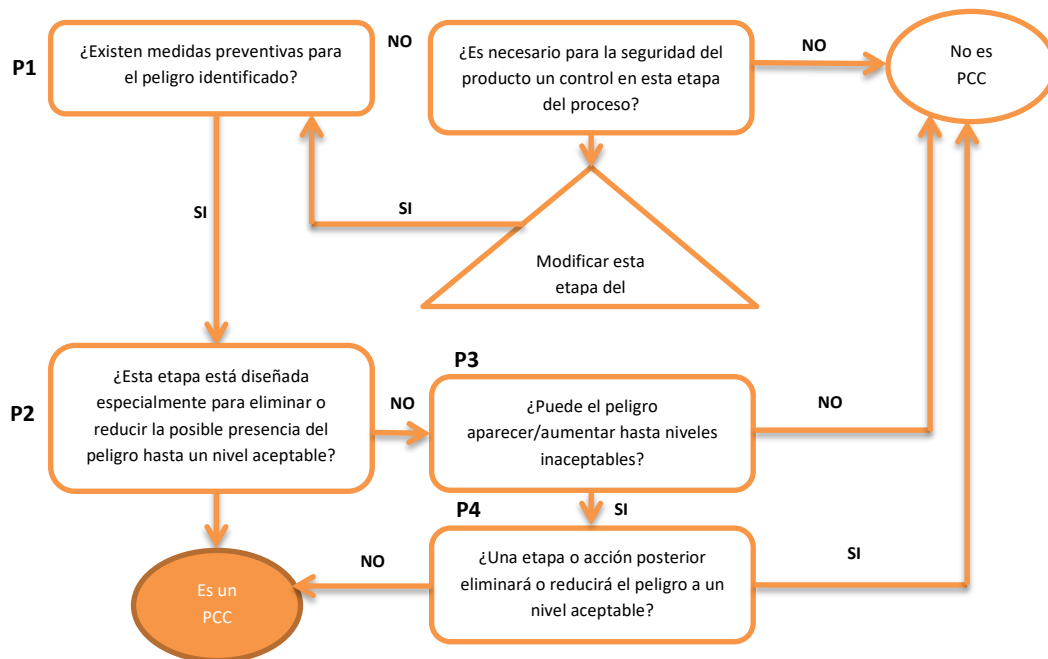 P1
¿Existen medidas preventivas para
el peligro identificado?
NO
¿Es necesario para la seguridad del
producto un control en esta etapa
del proceso?
NO
No es
PCC
SI
SI
Modificar esta
etapa del
P2
¿Esta etapa está diseñada
especialmente para eliminar o
reducir la posible presencia del
peligro hasta un nivel aceptable?
NO
P3
¿Puede el peligro
aparecer/aumentar hasta niveles
inaceptables?
NO
SI
P4
¿Una etapa o acción posterior
eliminará o reducirá el peligro a un
nivel aceptable?
NO
SI
Es un
PCC